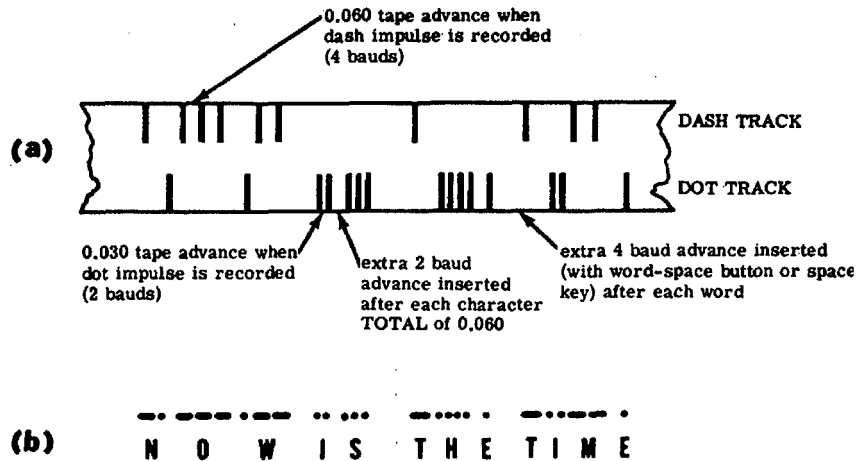 0.060 tape advance when
dash impulse is recorded
(4 bauds)
(a)
DASH TRACK
DOT TRACK
0.030 tape advance when
dot impulse is recorded
(2 bauds)
extra 2 baud
advance inserted
after each character
TOTAL of 0.060
extra 4 baud advance inserted
(with word-space button or space
key) after each word
(b)
N O W I S T H E T I M E